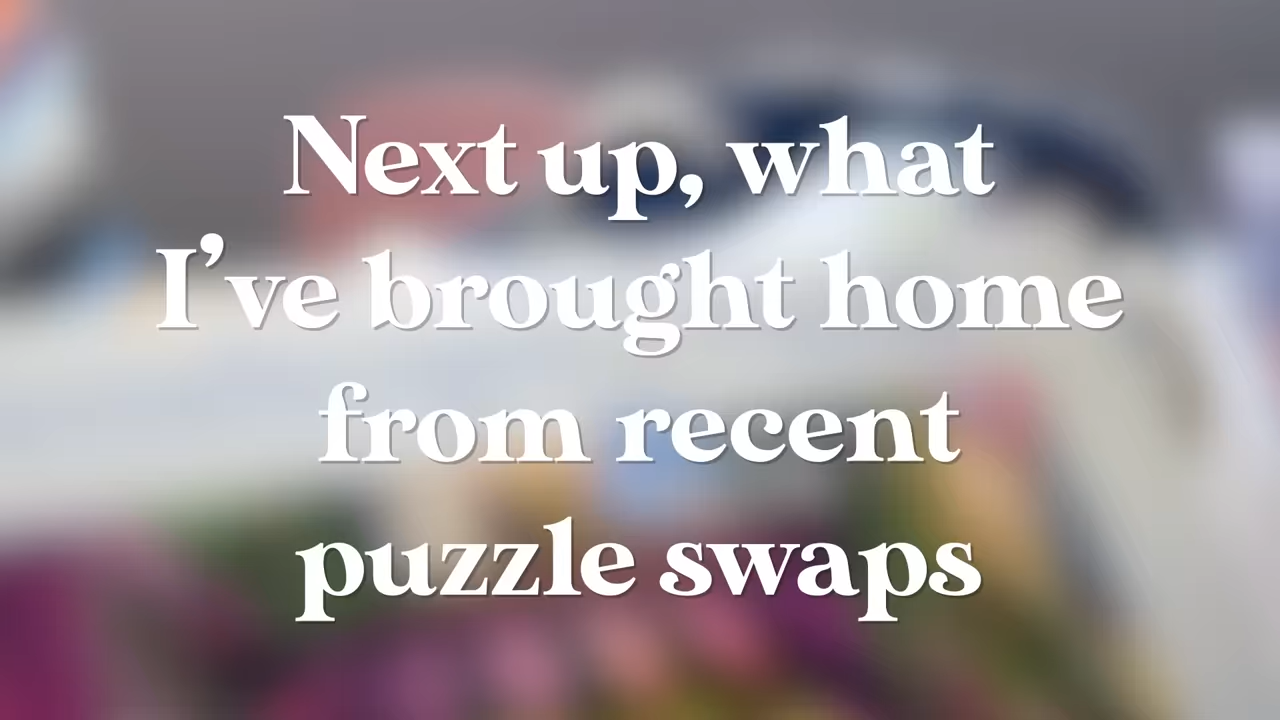 Next up, what
I’ve brought home
from recent
puzzle swaps